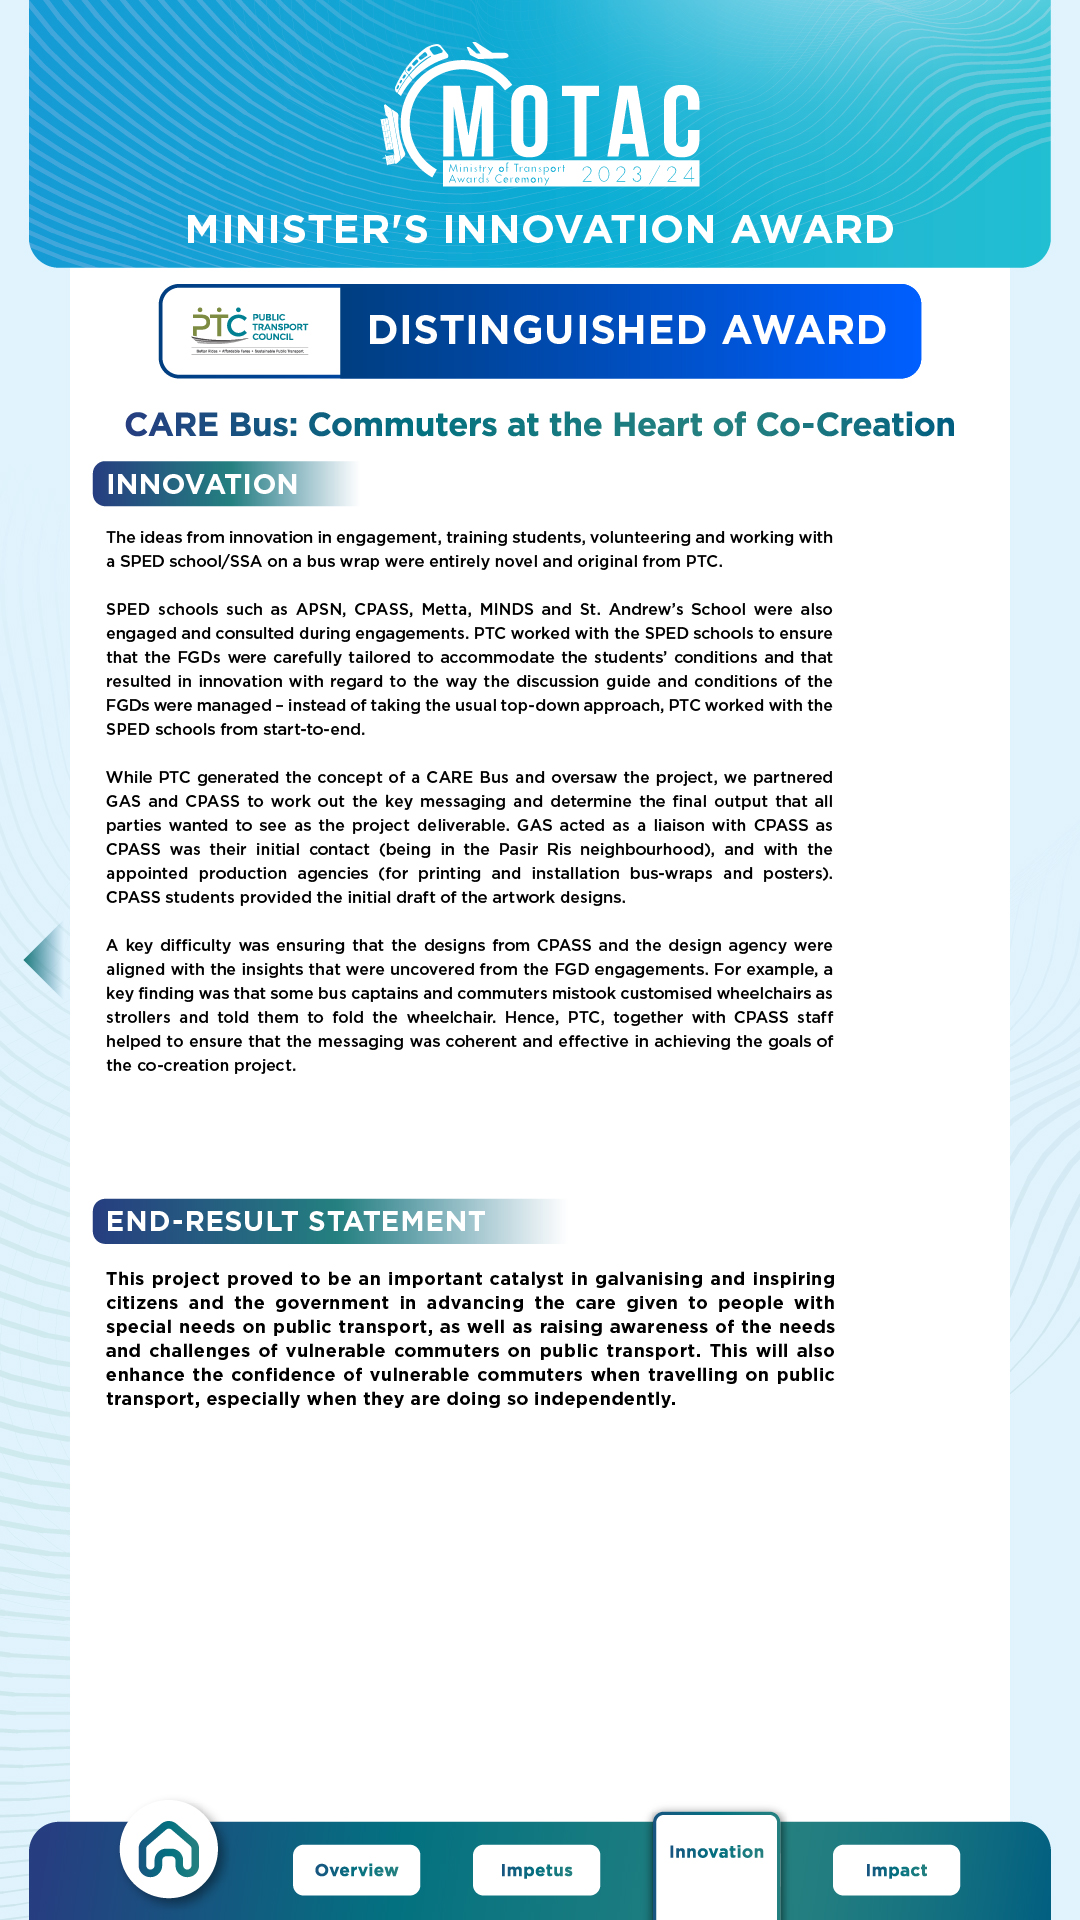 MOTAC
Ministry of Transport
Awards Ceremony 2023/24
MINISTER'S INNOVATION AWARD
PTC PUBLIC
TRANSPORT
COUNCIL
Better Rides • Affordable Fares • Sustainable Public Transport
DISTINGUISHED AWARD
CARE Bus: Commuters at the Heart of Co-Creation
INNOVATION
The ideas from innovation in engagement, training students, volunteering and working with
a SPED school/SSA on a bus wrap were entirely novel and original from PTC.
SPED schools such as APSN, CPASS, Metta, MINDS and St. Andrew’s School were also
engaged and consulted during engagements. PTC worked with the SPED schools to ensure
that the FGDs were carefully tailored to accommodate the students’ conditions and that
resulted in innovation with regard to the way the discussion guide and conditions of the
FGDs were managed – instead of taking the usual top-down approach, PTC worked with the
SPED schools from start-to-end.
While PTC generated the concept of a CARE Bus and oversaw the project, we partnered
GAS and CPASS to work out the key messaging and determine the final output that all
parties wanted to see as the project deliverable. GAS acted as a liaison with CPASS as
CPASS was their initial contact (being in the Pasir Ris neighbourhood), and with the
appointed production agencies (for printing and installation bus-wraps and posters).
CPASS students provided the initial draft of the artwork designs.
A key difficulty was ensuring that the designs from CPASS and the design agency were
aligned with the insights that were uncovered from the FGD engagements. For example, a
key finding was that some bus captains and commuters mistook customised wheelchairs as
strollers and told them to fold the wheelchair. Hence, PTC, together with CPASS staff
helped to ensure that the messaging was coherent and effective in achieving the goals of
the co-creation project.
END-RESULT STATEMENT
This project proved to be an important catalyst in galvanising and inspiring
citizens and the government in advancing the care given to people with
special needs on public transport, as well as raising awareness of the needs
and challenges of vulnerable commuters on public transport. This will also
enhance the confidence of vulnerable commuters when travelling on public
transport, especially when they are doing so independently.
Overview
Impetus
Innovation
Impact